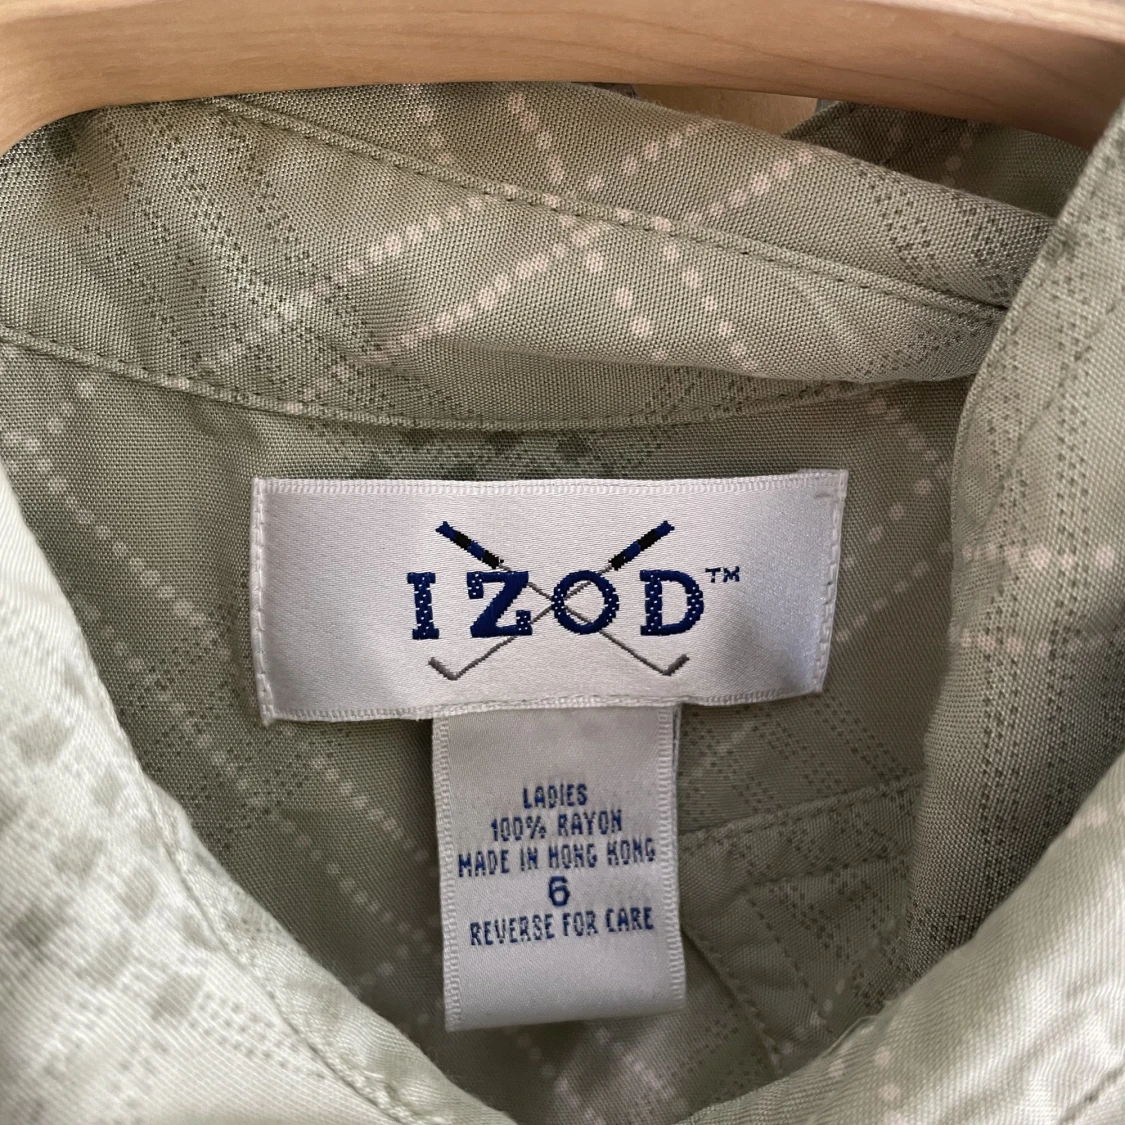 IZOD™
LADIES
100% RAYON
MADE IN HONG KONG
6
REVERSE FOR CARE